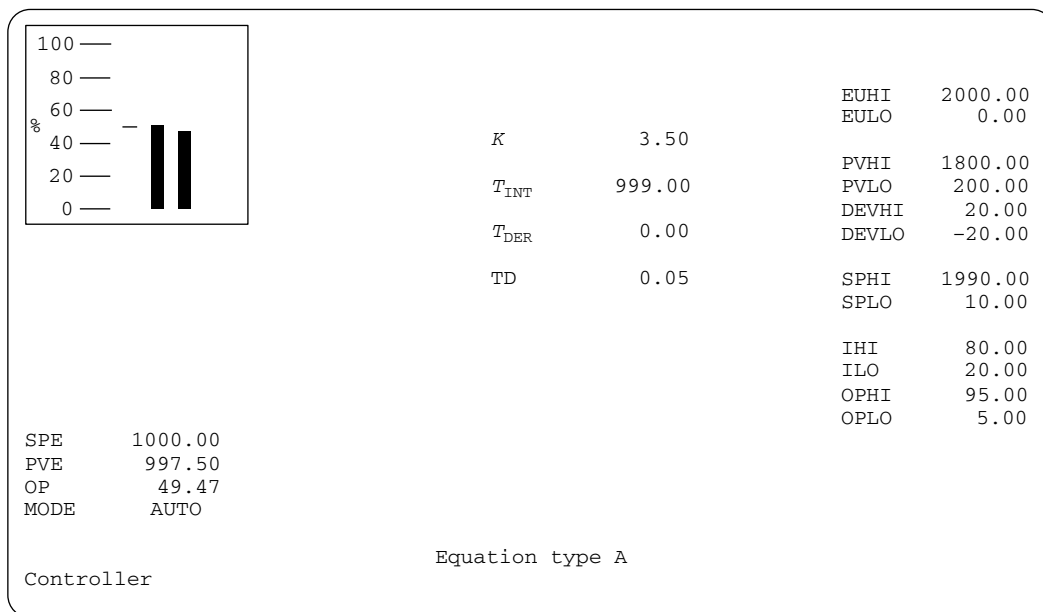 100
80
60
%
40
20
0
K 3.50
T_INT 999.00
T_DER 0.00
TD 0.05
EUHI 2000.00
EULO 0.00
PVHI 1800.00
PVLO 200.00
DEVHI 20.00
DEVLO -20.00
SPHI 1990.00
SPLO 10.00
IHI 80.00
ILO 20.00
OPHI 95.00
OPLO 5.00
SPE 1000.00
PVE 997.50
OP 49.47
MODE AUTO
Equation type A
Controller